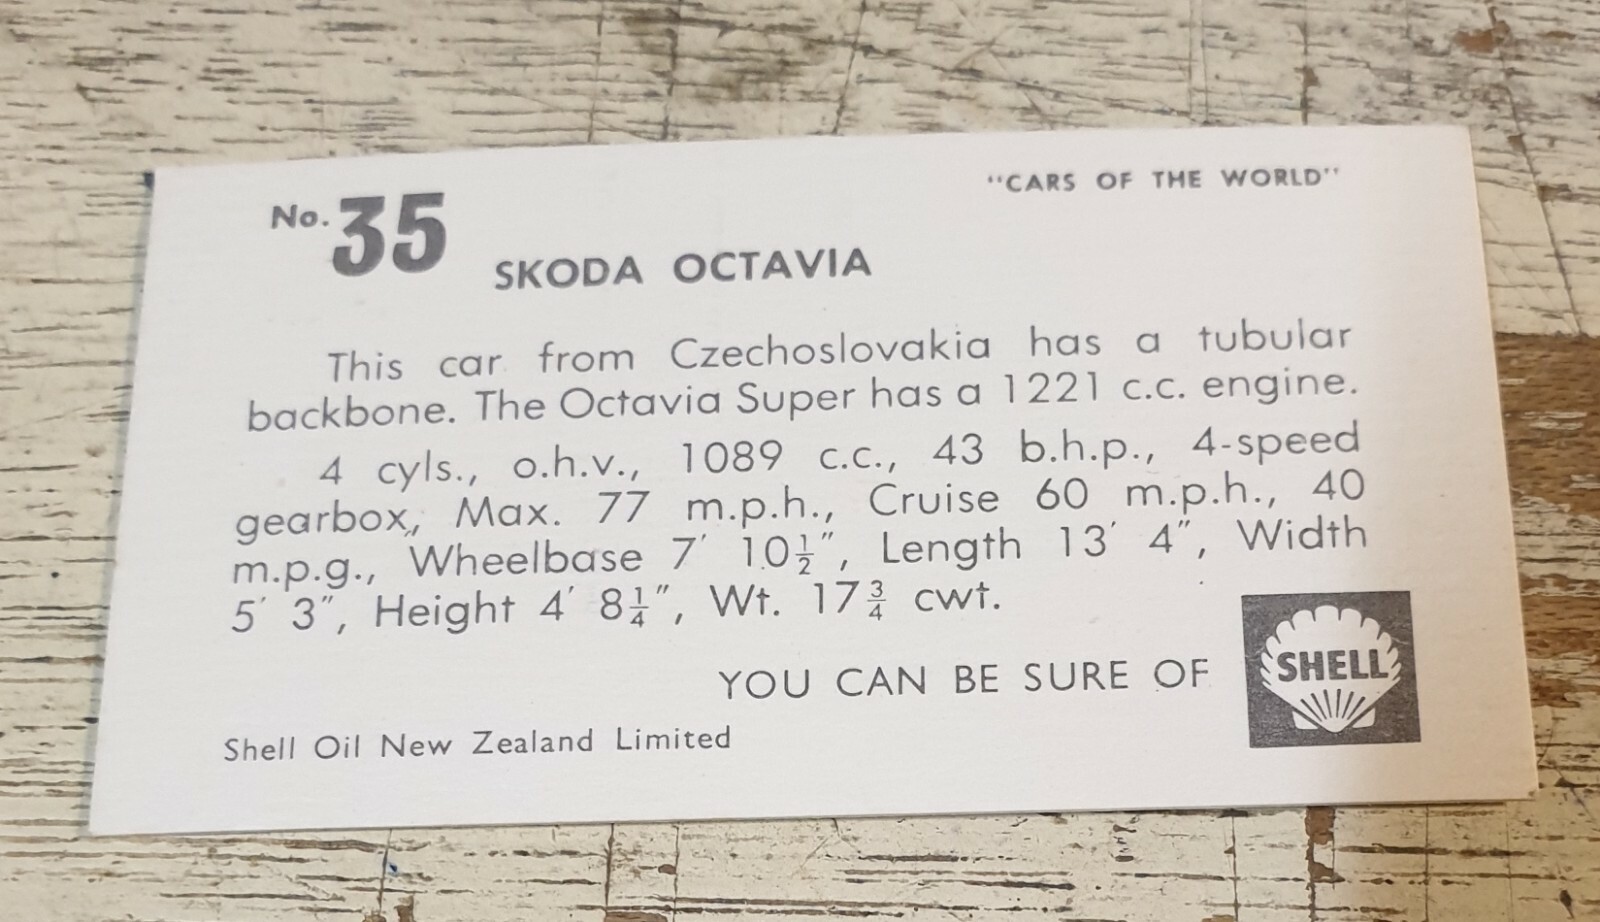 No. 35
"CARS OF THE WORLD"
SKODA OCTAVIA
This car from Czechoslovakia has a tubular
backbone. The Octavia Super has a 1221 c.c. engine.
4 cyls., o.h.v., 1089 c.c., 43 b.h.p., 4-speed
gearbox, Max. 77 m.p.h., Cruise 60 m.p.h., 40
m.p.g., Wheelbase 7′ 10½″, Length 13′ 4″, Width
5′ 3″, Height 4′ 8¼″, Wt. 17¾ cwt.
YOU CAN BE SURE OF SHELL
Shell Oil New Zealand Limited